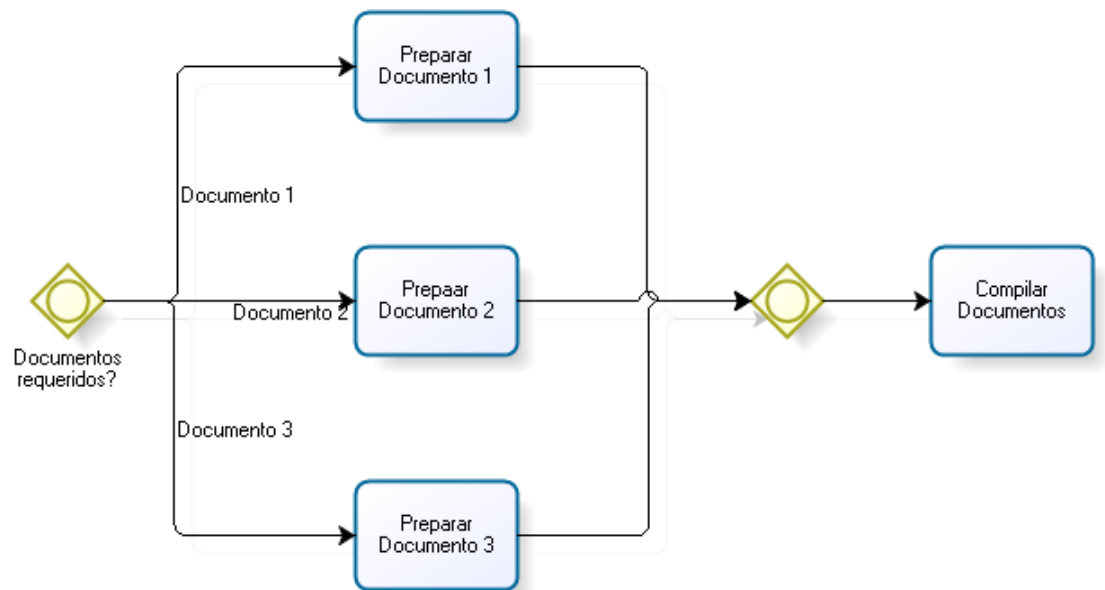 Preparar
Documento 1
Documento 1
Prepaar
Documento 2
Documento 2
Documentos
requeridos?
Compilar
Documentos
Documento 3
Preparar
Documento 3